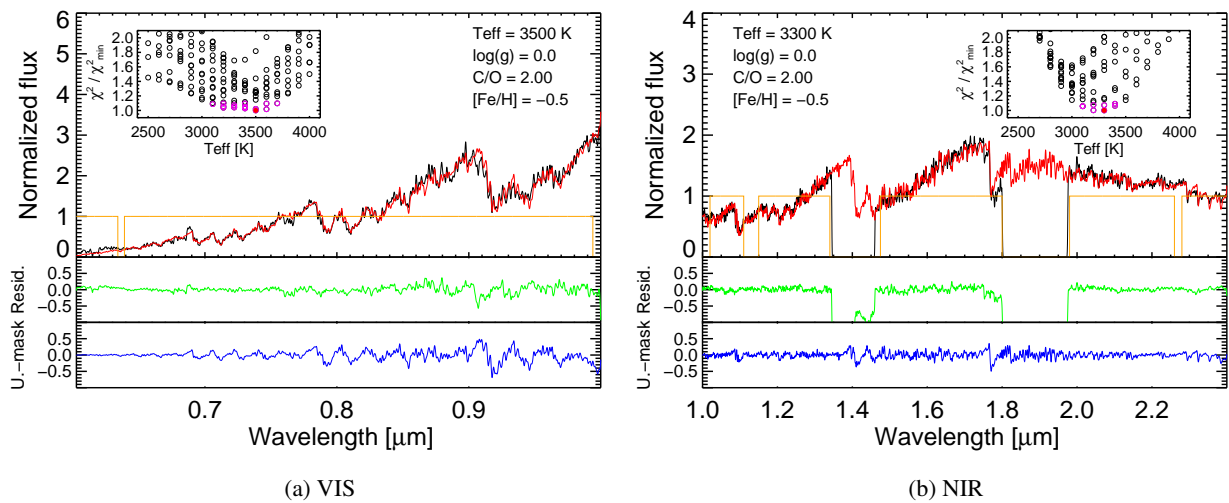 6
5
4
3
2
1
0
Normalized flux
2.0
1.8
1.6
1.4
1.2
1.0
χ² / χ²min
2500 3000 3500 4000
Teff [K]
Teff = 3500 K
log(g) = 0.0
C/O = 2.00
[Fe/H] = −0.5
0.5
0.0
−0.5
Resid.
0.5
0.0
−0.5
U.−mask
0.7 0.8 0.9
Wavelength [μm]
(a) VIS
4
3
2
1
0
Normalized flux
Teff = 3300 K
log(g) = 0.0
C/O = 2.00
[Fe/H] = −0.5
2.0
1.8
1.6
1.4
1.2
1.0
χ² / χ²min
2500 3000 3500 4000
Teff [K]
0.5
0.0
−0.5
Resid.
0.5
0.0
−0.5
U.−mask
1.0 1.2 1.4 1.6 1.8 2.0 2.2
Wavelength [μm]
(b) NIR